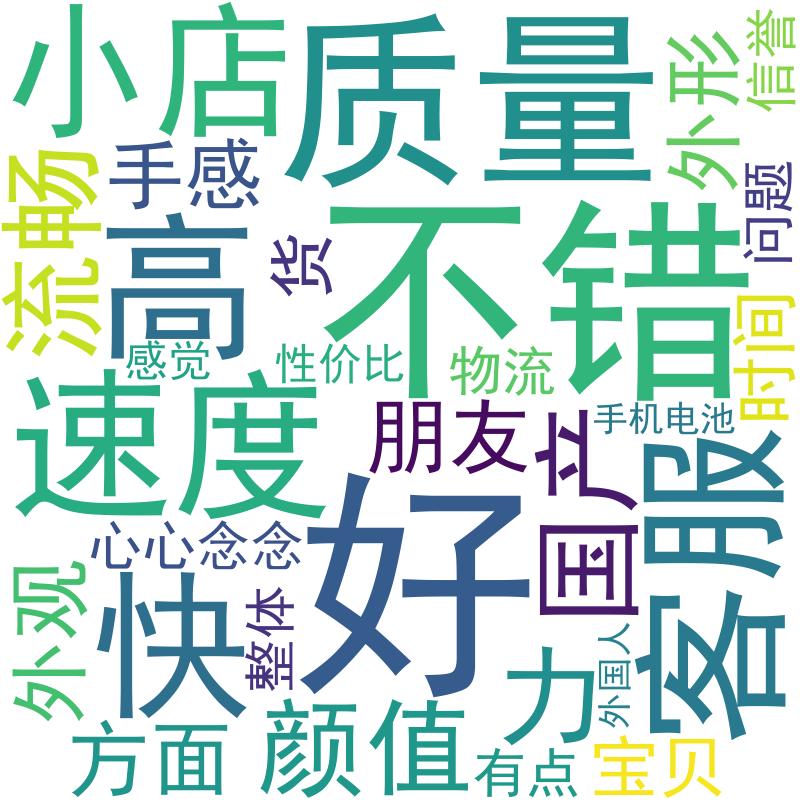 小店
质量
外形
信誉
流畅
手感
高
货
不错
问题
时间
感觉
性价比
物流
速度
朋友
手机电池
国产
客服
好
心心念念
快
外观
整体
力
外国人
方面
颜值
有点
宝贝